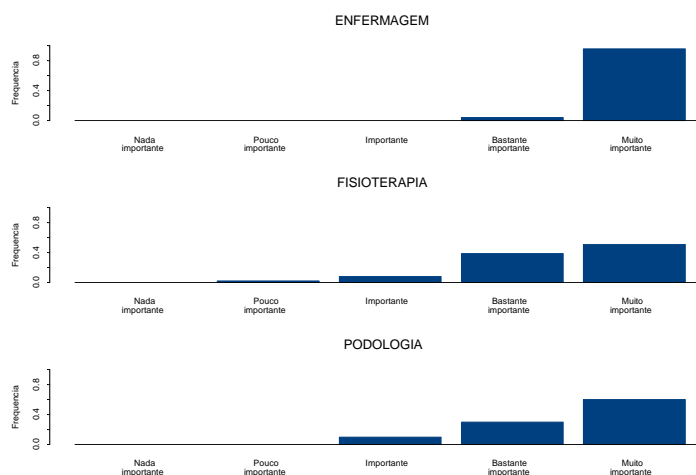 ENFERMAGEM
Frequencia
0.8
0.4
0.0
Nada
importante
Pouco
importante
Importante
Bastante
importante
Muito
importante
FISIOTERAPIA
Frequencia
0.8
0.4
0.0
Nada
importante
Pouco
importante
Importante
Bastante
importante
Muito
importante
PODOLOGIA
Frequencia
0.8
0.4
0.0
Nada
importante
Pouco
importante
Importante
Bastante
importante
Muito
importante